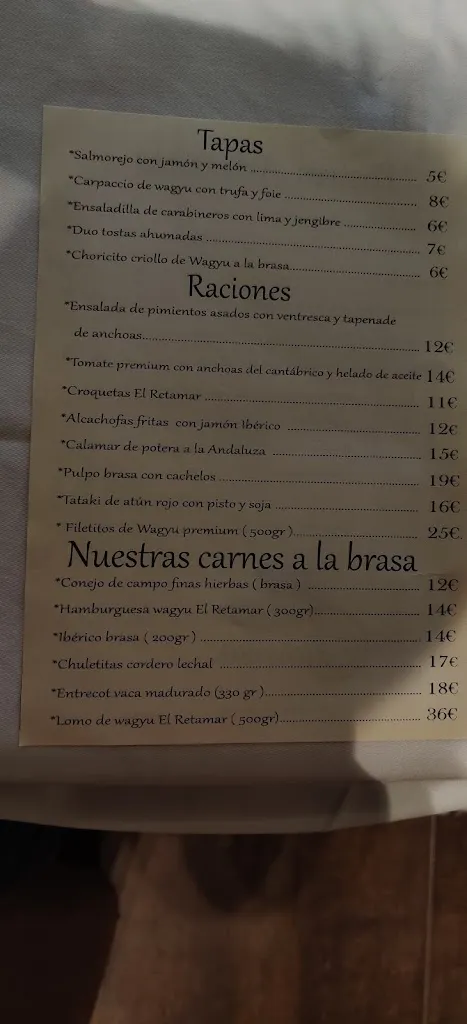 Tapas
*Salmorejo con jamón y melón ........ 5€
*Carpaccio de wagyu con trufa y foie ........ 8€
*Ensaladilla de carabineros con lima y jengibre ........ 6€
*Duo tostas ahumadas ........ 7€
*Choricito criollo de Wagyu a la brasa ........ 6€
Raciones
*Ensalada de pimientos asados con ventresca y tapenade
de anchoas ........ 12€
*Tomate premium con anchoas del cantábrico y helado de aceite 14€
*Croquetas El Retamar ........ 11€
*Alcachofas fritas con jamón Ibérico ........ 12€
*Calamar de potera a la Andaluza ........ 15€
*Pulpo brasa con cachelos ........ 19€
*Tataki de atún rojo con pisto y soja ........ 16€
* Filetitos de Wagyu premium ( 500gr ) ........ 25€.
Nuestras carnes a la brasa
*Conejo de campo finas hierbas ( brasa ) ........ 12€
*Hamburguesa wagyu El Retamar ( 300gr) ........ 14€
*Ibérico brasa ( 200gr ) ........ 14€
*Chuletitas cordero lechal ........ 17€
*Entrecot vaca madurado (330 gr ) ........ 18€
*Lomo de wagyu El Retamar ( 500gr) ........ 36€